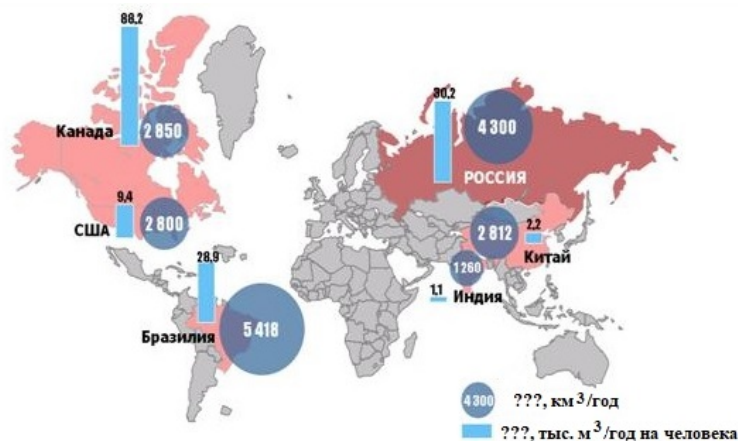 88,2
Канада
2 850
9,4
США
2 800
28,9
Бразилия
5 418
30,2
4 300
РОССИЯ
2 812
2,2
Китай
1 260
1,1
Индия
4 300 ???, км³/год
???, тыс. м³/год на человека